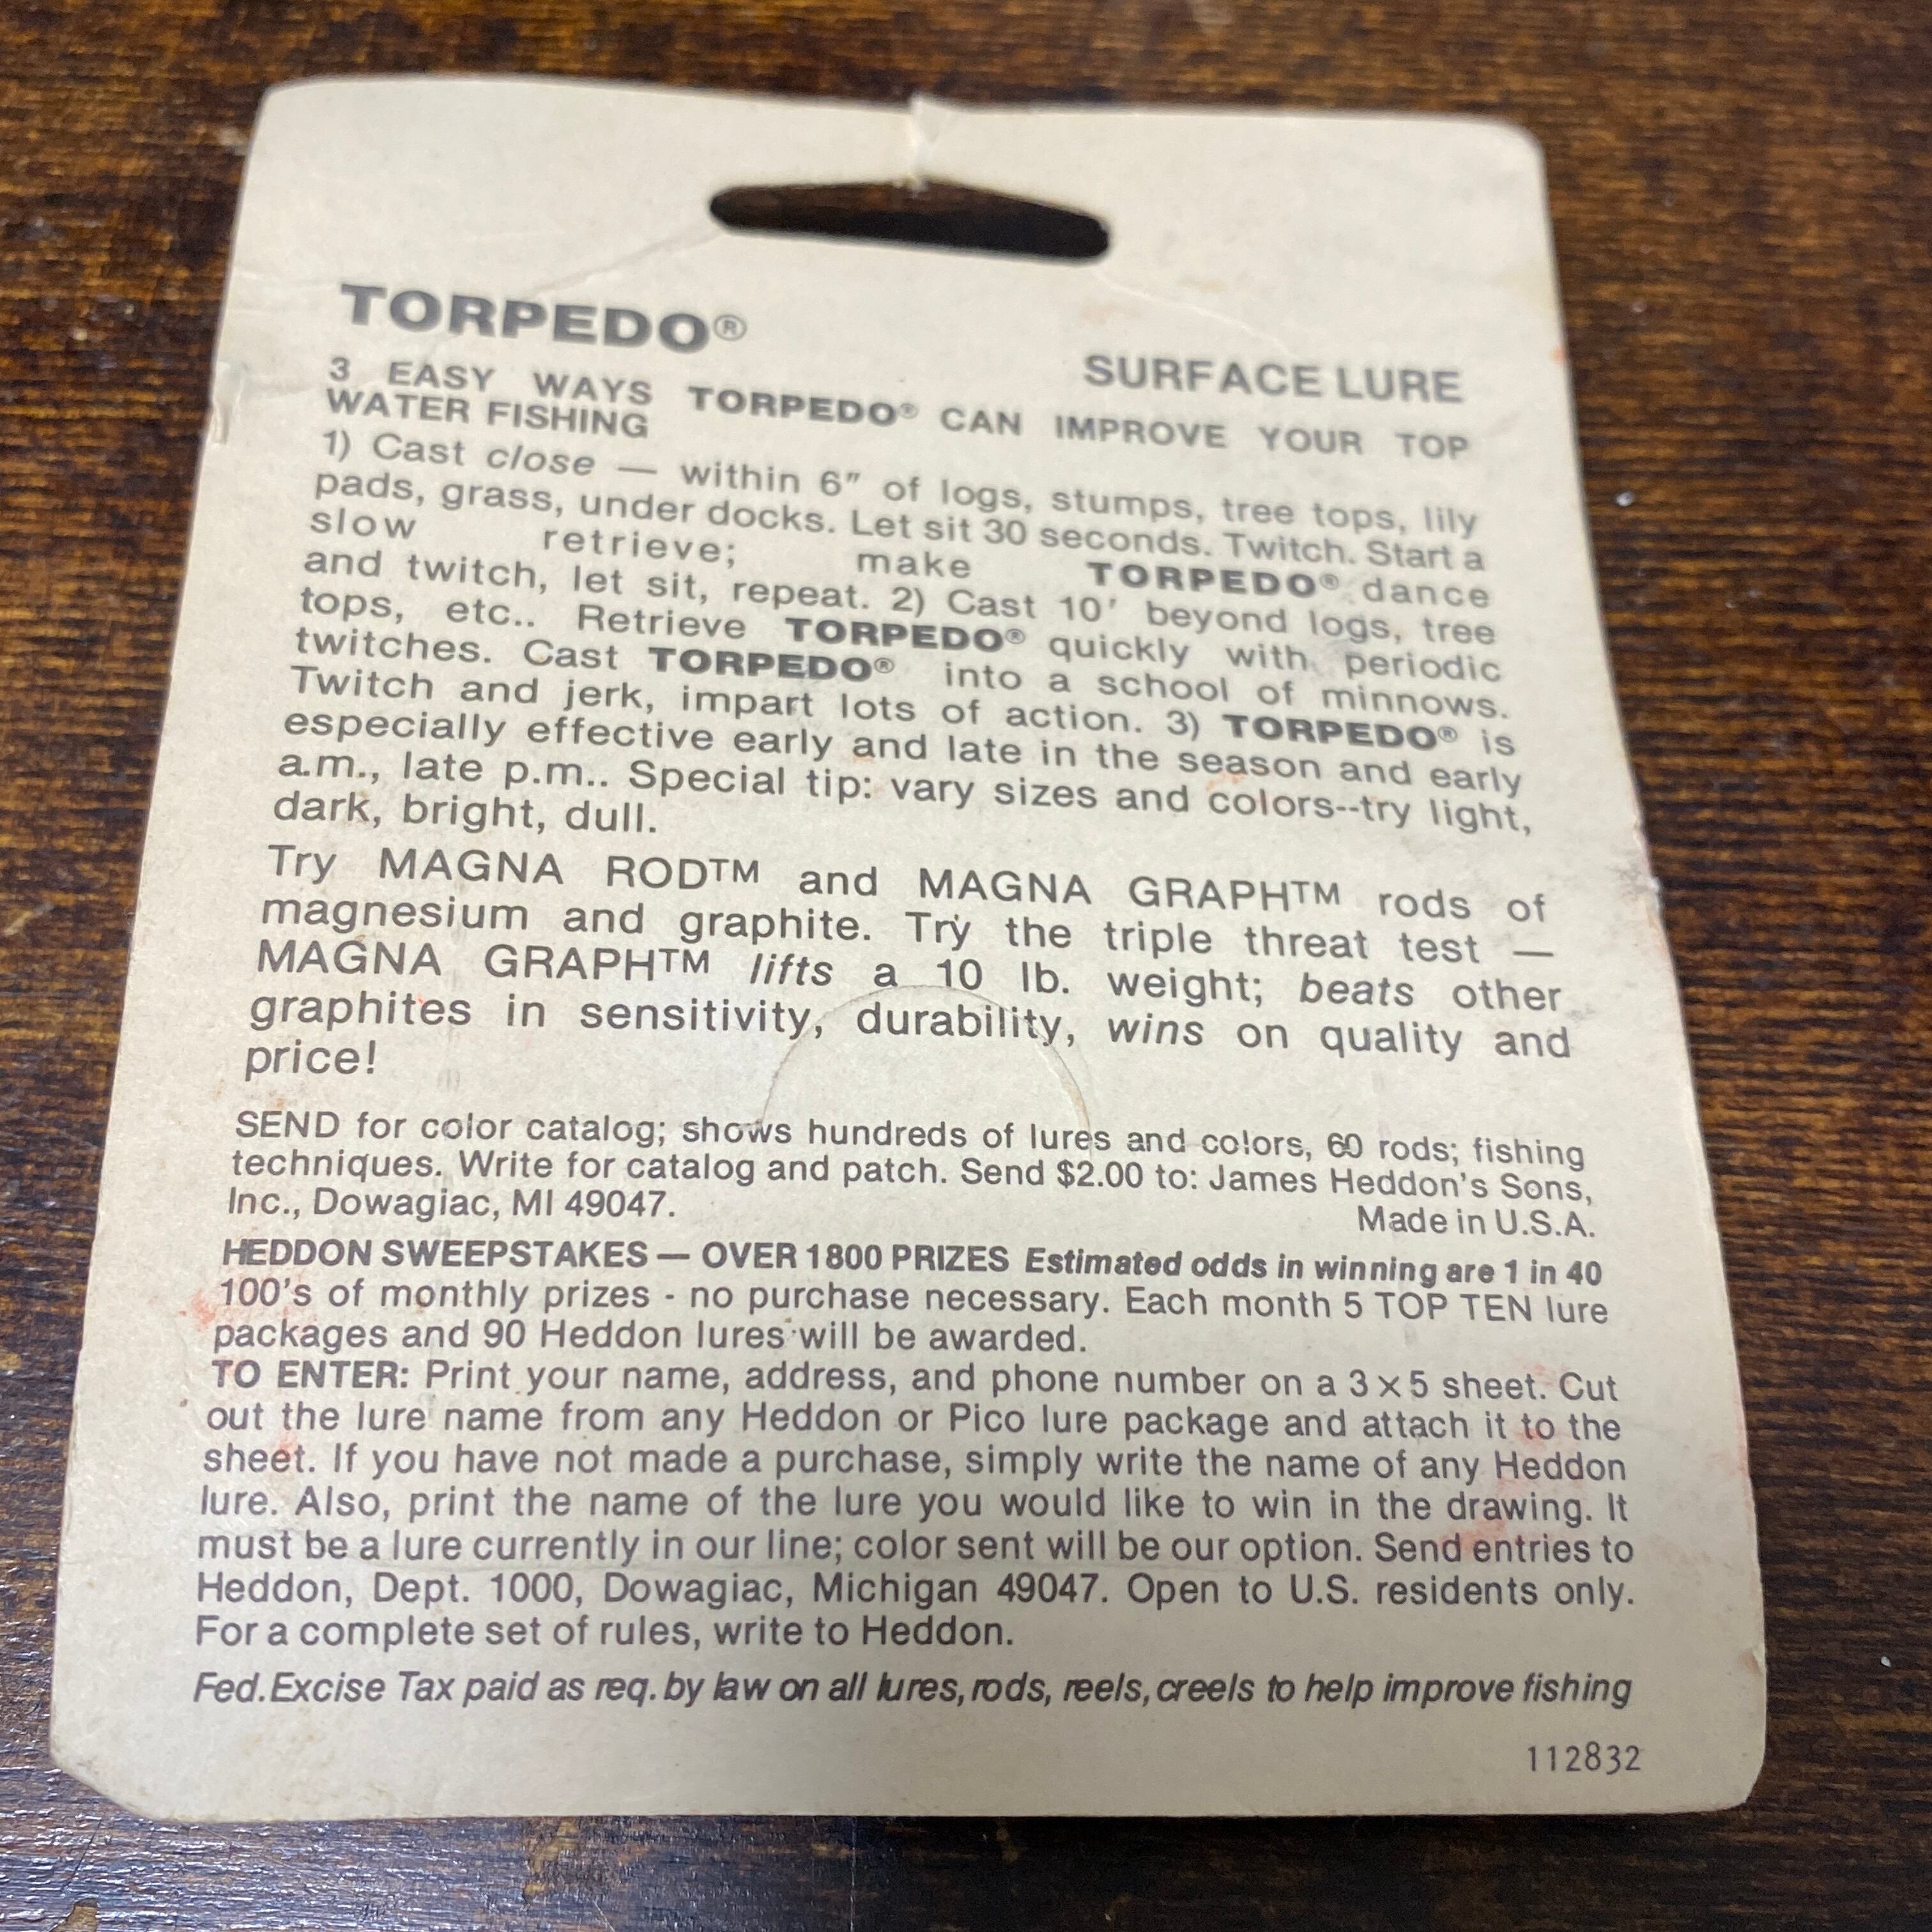 TORPEDO®
SURFACE LURE
3 EASY WAYS TORPEDO® CAN IMPROVE YOUR TOP
WATER FISHING
1) Cast close — within 6" of logs, stumps, tree tops, lily
pads, grass, under docks. Let sit 30 seconds. Twitch. Start a
slow retrieve; make TORPEDO® dance
and twitch, let sit, repeat. 2) Cast 10' beyond logs, tree
tops, etc.. Retrieve TORPEDO® quickly with periodic
twitches. Cast TORPEDO® into a school of minnows.
Twitch and jerk, impart lots of action. 3) TORPEDO® is
especially effective early and late in the season and early
a.m., late p.m.. Special tip: vary sizes and colors--try light,
dark, bright, dull.
Try MAGNA ROD™ and MAGNA GRAPH™ rods of
magnesium and graphite. Try the triple threat test —
MAGNA GRAPH™ lifts a 10 lb. weight; beats other
graphites in sensitivity, durability, wins on quality and
price!
SEND for color catalog; shows hundreds of lures and colors, 60 rods; fishing
techniques. Write for catalog and patch. Send $2.00 to: James Heddon's Sons,
Inc., Dowagiac, MI 49047.
Made in U.S.A.
HEDDON SWEEPSTAKES — OVER 1800 PRIZES Estimated odds in winning are 1 in 40
100's of monthly prizes - no purchase necessary. Each month 5 TOP TEN lure
packages and 90 Heddon lures will be awarded.
TO ENTER: Print your name, address, and phone number on a 3 x 5 sheet. Cut
out the lure name from any Heddon or Pico lure package and attach it to the
sheet. If you have not made a purchase, simply write the name of any Heddon
lure. Also, print the name of the lure you would like to win in the drawing. It
must be a lure currently in our line; color sent will be our option. Send entries to
Heddon, Dept. 1000, Dowagiac, Michigan 49047. Open to U.S. residents only.
For a complete set of rules, write to Heddon.
Fed. Excise Tax paid as req. by law on all lures, rods, reels, creels to help improve fishing
112832